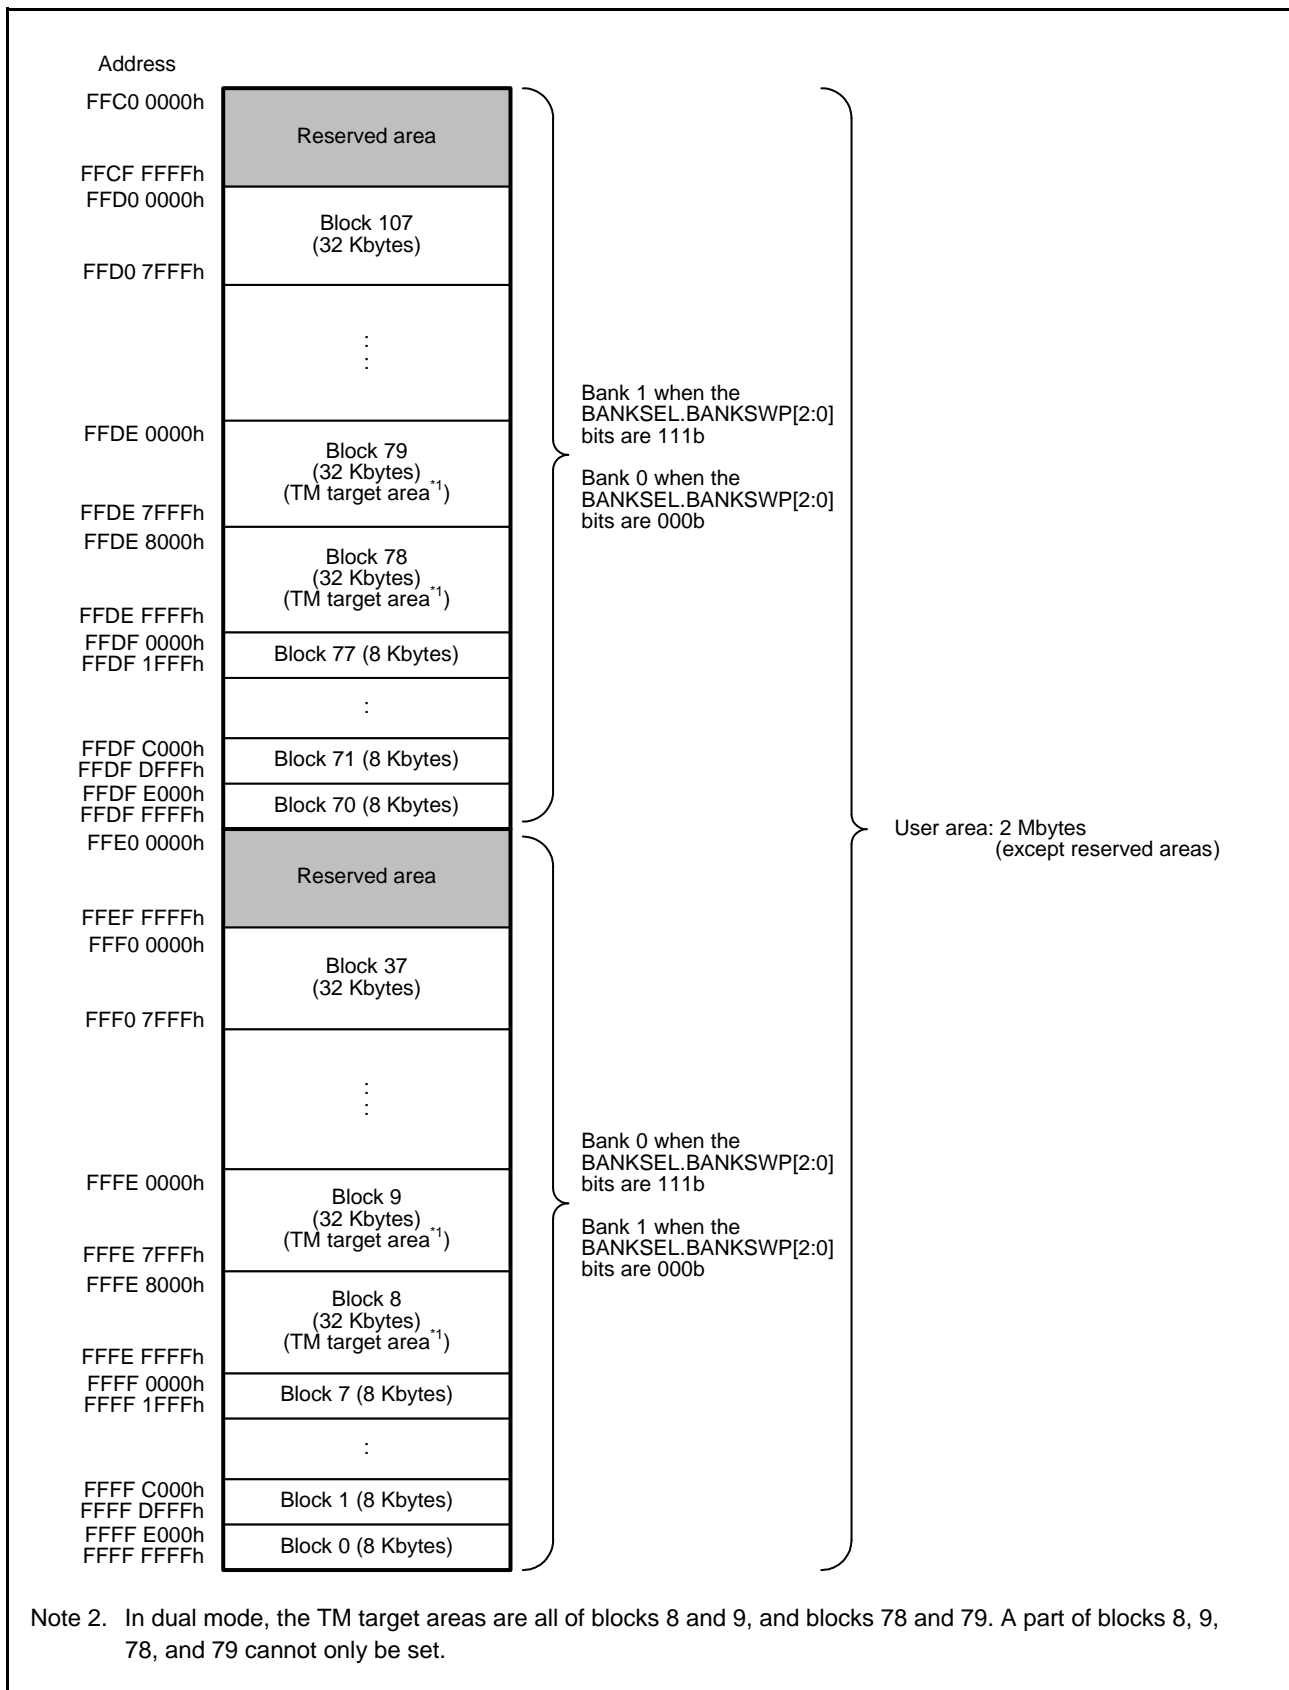 Address
FFC0 0000h
Reserved area
FFCF FFFFh
FFD0 0000h
Block 107
(32 Kbytes)
FFD0 7FFFh
:
:
FFDE 0000h
Block 79
(32 Kbytes)
(TM target area*1)
FFDE 7FFFh
FFDE 8000h
Block 78
(32 Kbytes)
(TM target area*1)
FFDE FFFFh
FFDF 0000h
Block 77 (8 Kbytes)
FFDF 1FFFh
:
FFDF C000h
Block 71 (8 Kbytes)
FFDF DFFFh
FFDF E000h
Block 70 (8 Kbytes)
FFDF FFFFh
Bank 1 when the
BANKSEL.BANKSWP[2:0]
bits are 111b
Bank 0 when the
BANKSEL.BANKSWP[2:0]
bits are 000b
FFE0 0000h
Reserved area
FFEF FFFFh
FFF0 0000h
Block 37
(32 Kbytes)
FFF0 7FFFh
:
:
FFFE 0000h
Block 9
(32 Kbytes)
(TM target area*1)
FFFE 7FFFh
FFFE 8000h
Block 8
(32 Kbytes)
(TM target area*1)
FFFE FFFFh
FFFF 0000h
Block 7 (8 Kbytes)
FFFF 1FFFh
:
FFFF C000h
Block 1 (8 Kbytes)
FFFF DFFFh
FFFF E000h
Block 0 (8 Kbytes)
FFFF FFFFh
Bank 0 when the
BANKSEL.BANKSWP[2:0]
bits are 111b
Bank 1 when the
BANKSEL.BANKSWP[2:0]
bits are 000b
User area: 2 Mbytes
(except reserved areas)
Note 2. In dual mode, the TM target areas are all of blocks 8 and 9, and blocks 78 and 79. A part of blocks 8, 9,
78, and 79 cannot only be set.